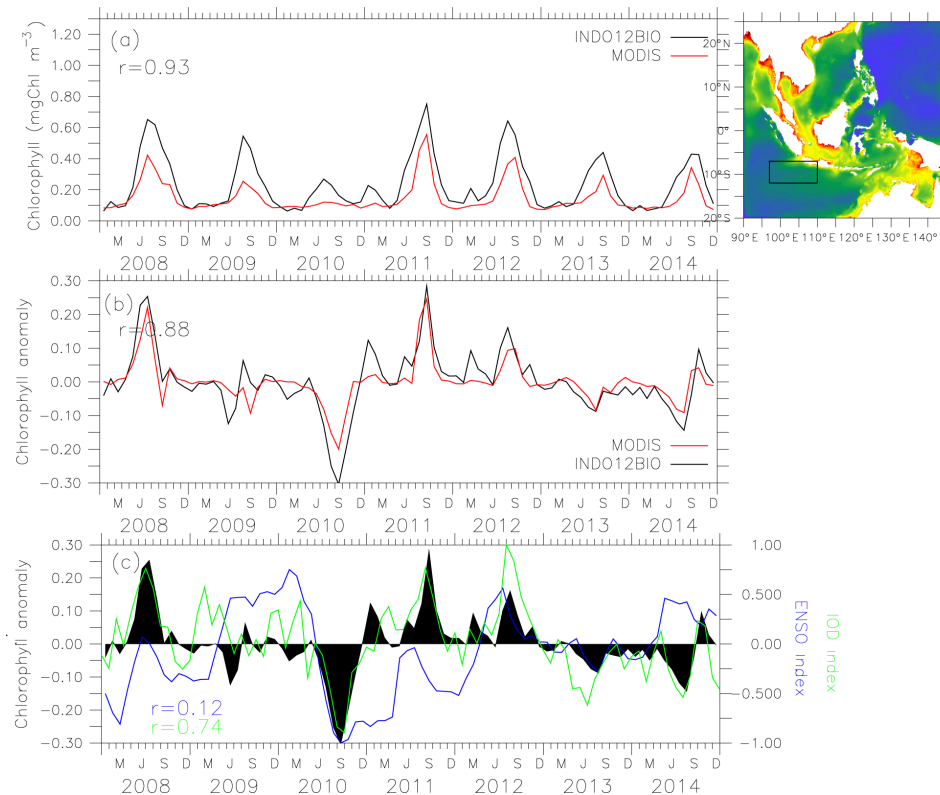 (a)
r=0.93
INDO12BIO
MODIS
Chlorophyll (mgChl m⁻³)
1.20
1.00
0.80
0.60
0.40
0.20
0.00
M J S D M J S D M J S D M J S D M J S D M J S D M J S D
2008 2009 2010 2011 2012 2013 2014
20°N
10°N
0°
10°S
20°S
90°E 100°E 110°E 120°E 130°E 140°
(b)
r=0.88
MODIS
INDO12BIO
Chlorophyll anomaly
0.30
0.20
0.10
0.00
-0.10
-0.20
-0.30
M J S D M J S D M J S D M J S D M J S D M J S D M J S D
2008 2009 2010 2011 2012 2013 2014
(c)
r=0.12
r=0.74
Chlorophyll anomaly
0.30
0.20
0.10
0.00
-0.10
-0.20
-0.30
1.00
0.500
0.00
-0.500
-1.00
ENSO index
IOD index
M J S D M J S D M J S D M J S D M J S D M J S D M J S D
2008 2009 2010 2011 2012 2013 2014